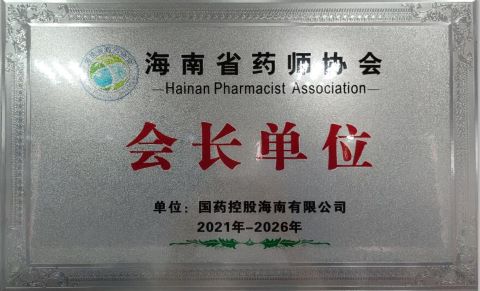 海南省药师协会
—Hainan Pharmacist Association—
会长单位
单位：国药控股海南有限公司
2021年-2026年